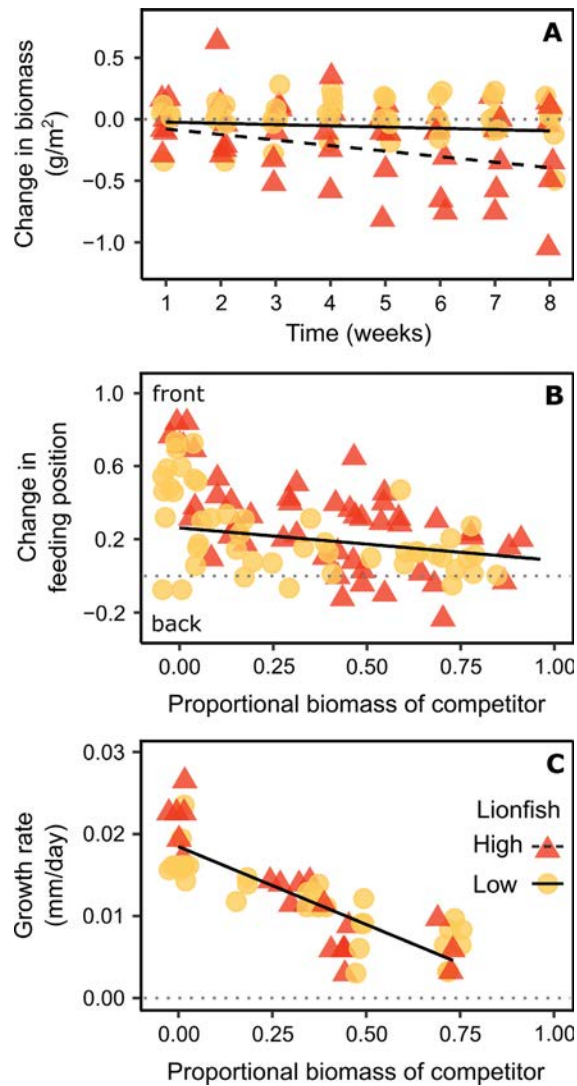 A
Change in biomass
(g/m²)
0.5
0.0
−0.5
−1.0
1 2 3 4 5 6 7 8
Time (weeks)
B
front
Change in
feeding position
1.0
0.6
0.2
−0.2
back
0.00 0.25 0.50 0.75 1.00
Proportional biomass of competitor
C
Growth rate
(mm/day)
0.03
0.02
0.01
0.00
Lionfish
High
Low
0.00 0.25 0.50 0.75 1.00
Proportional biomass of competitor